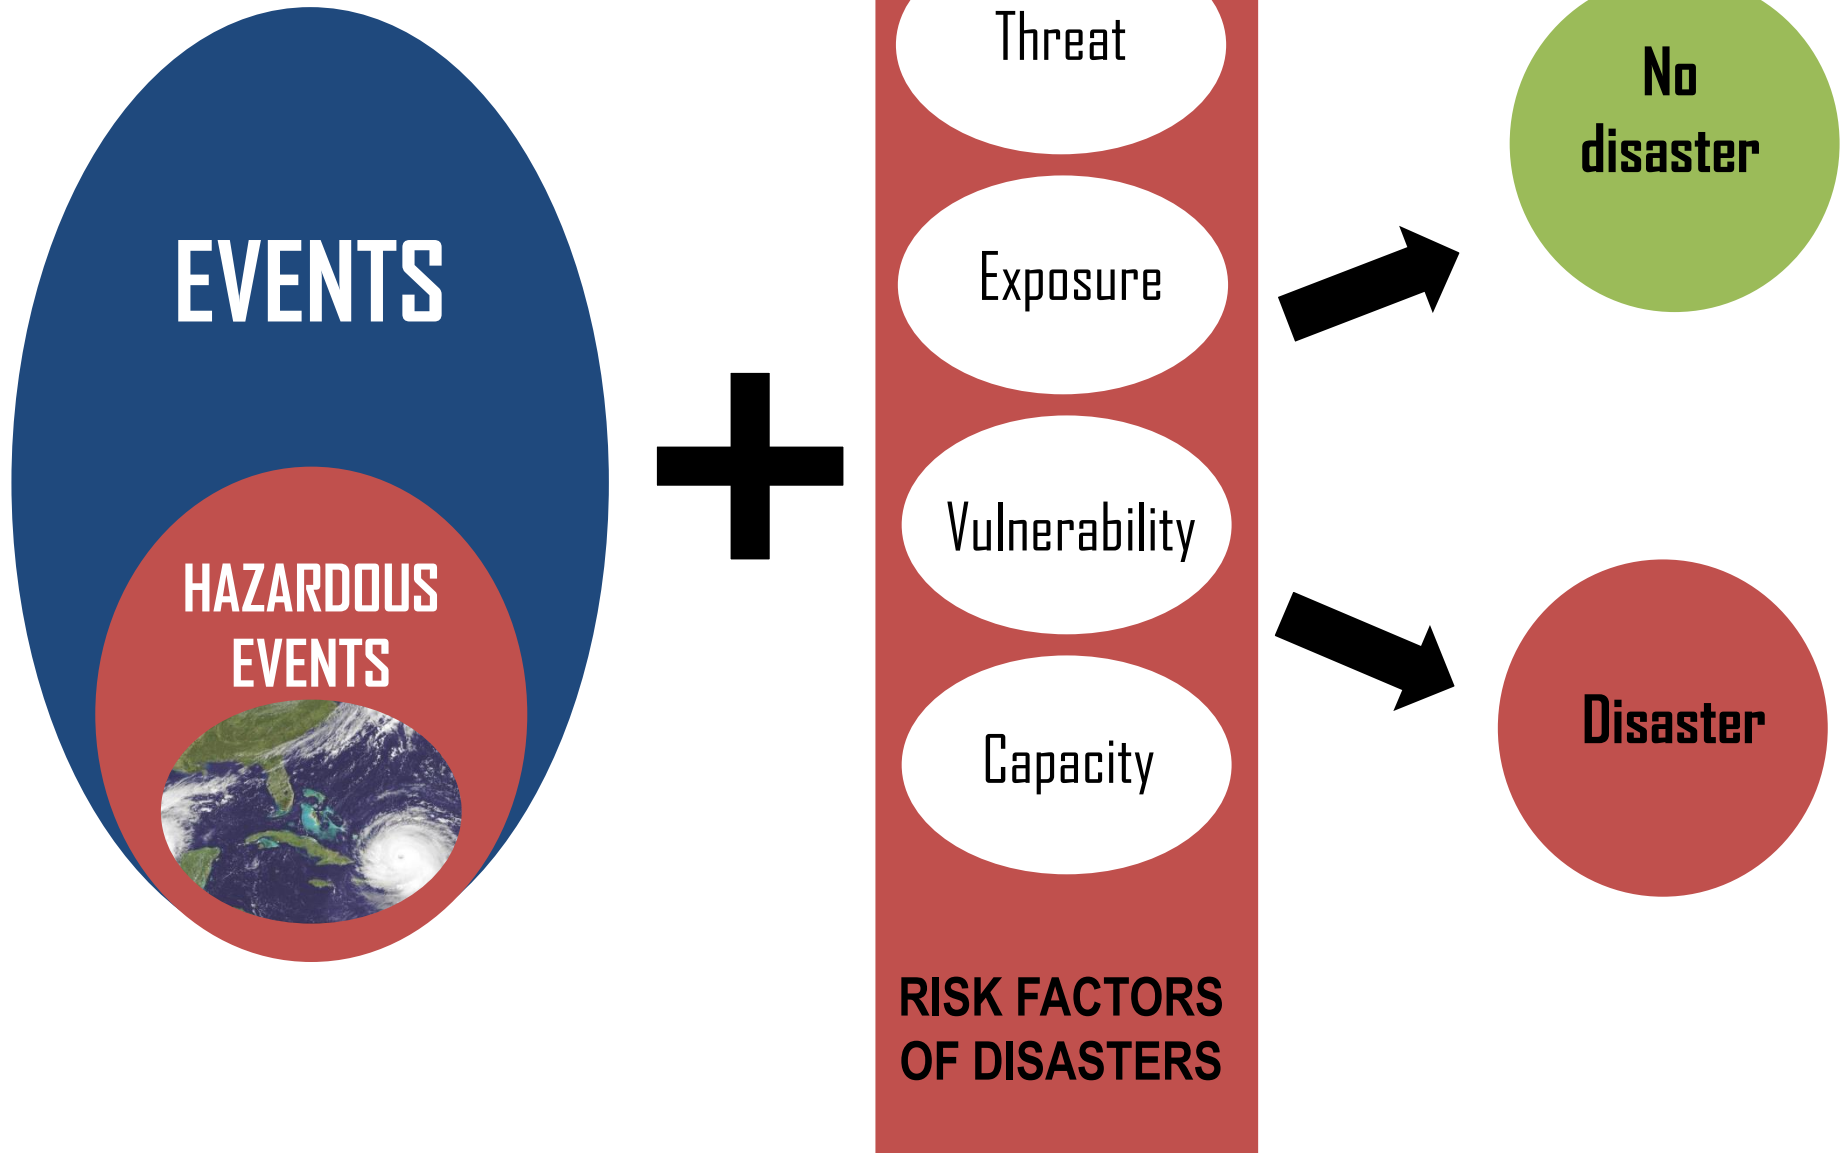 EVENTS
HAZARDOUS
EVENTS
Threat
Exposure
Vulnerability
Capacity
RISK FACTORS
OF DISASTERS
No
disaster
Disaster